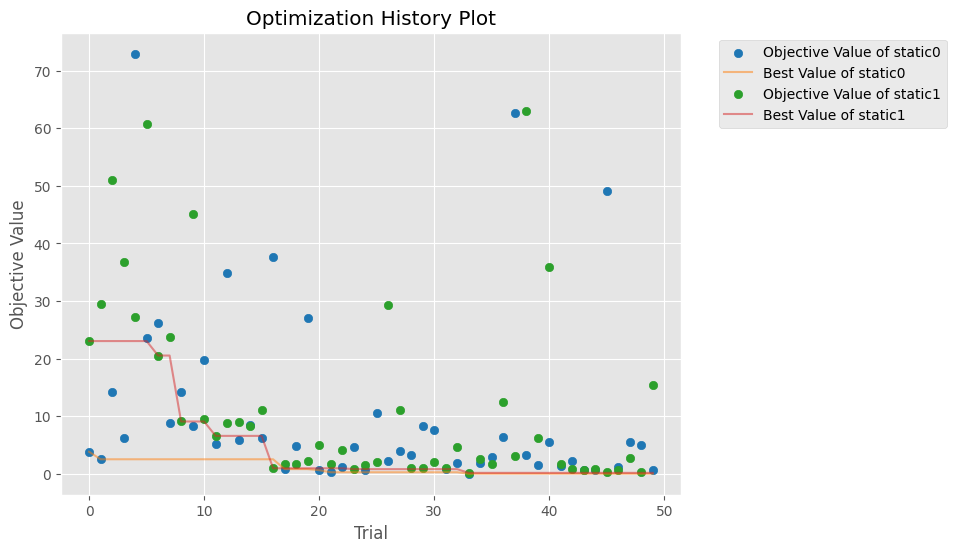 Optimization History Plot
Objective Value of static0
Best Value of static0
Objective Value of static1
Best Value of static1
Objective Value
70
60
50
40
30
20
10
0
0 10 20 30 40 50
Trial